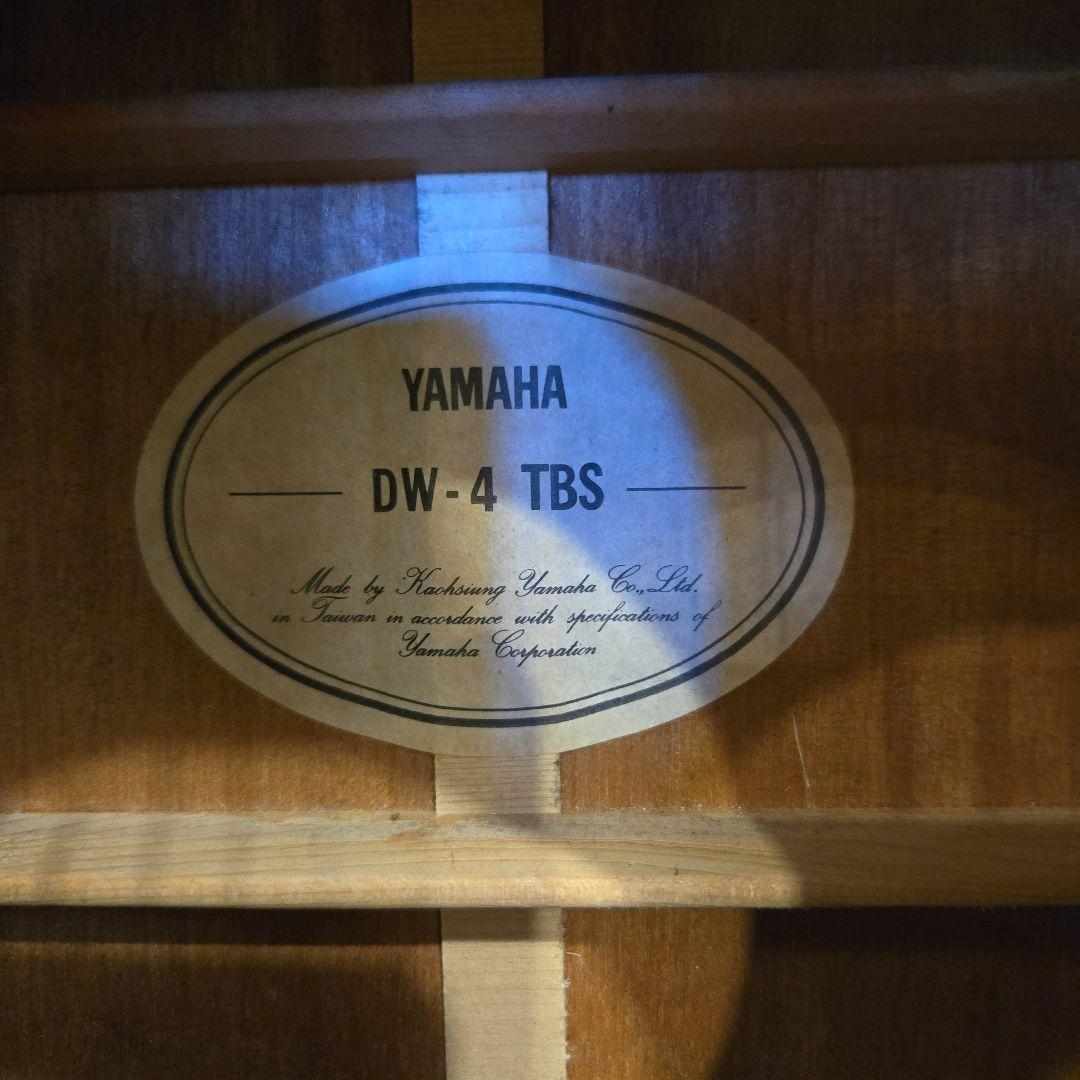 YAMAHA
DW-4 TBS
Made by Kaohsiung Yamaha Co., Ltd.
in Taiwan in accordance with specifications of
Yamaha Corporation